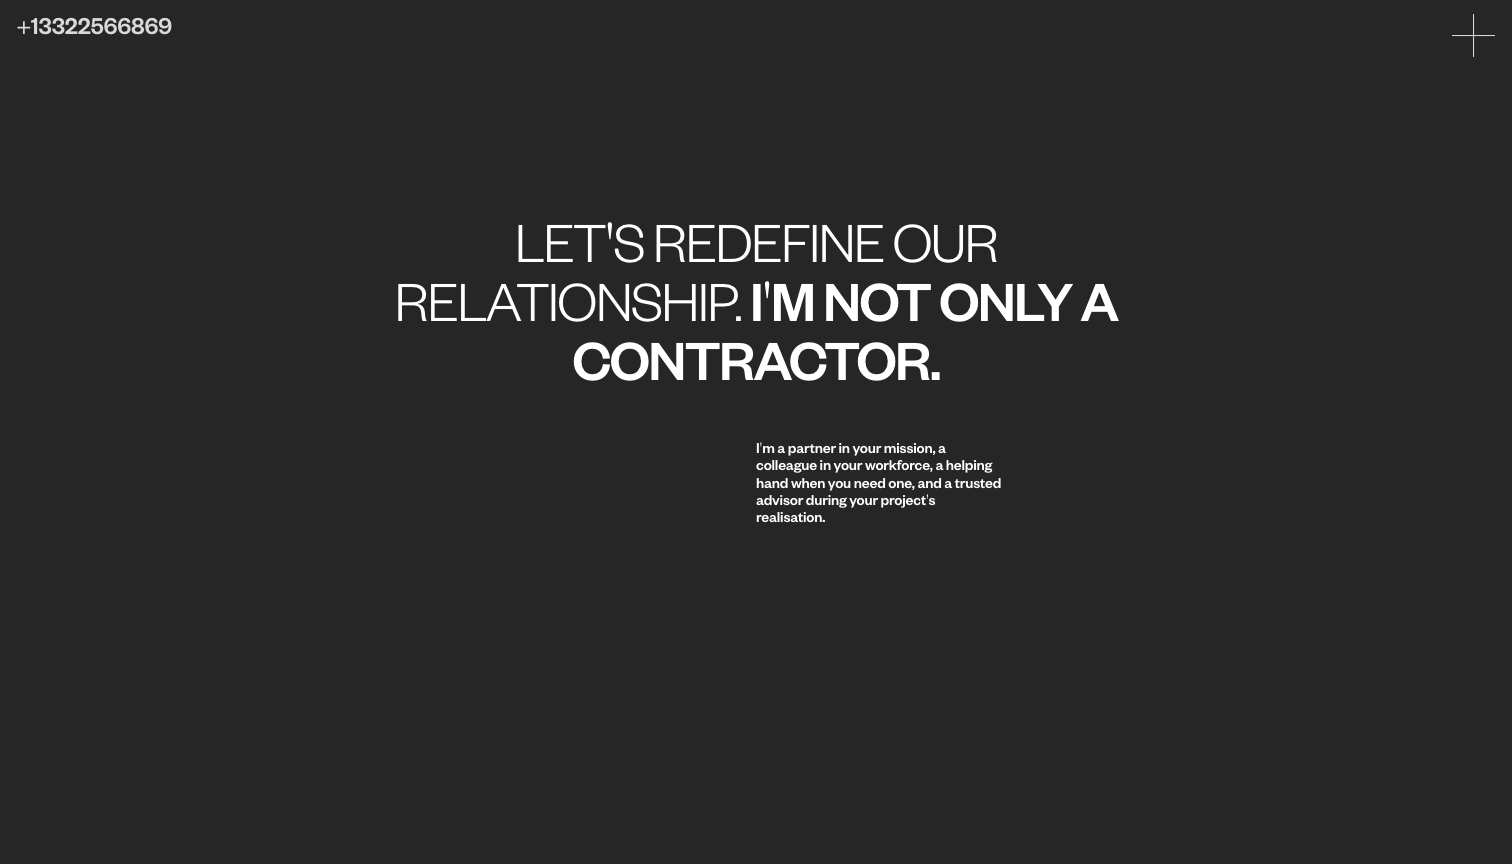 +13322566869
LET'S REDEFINE OUR
RELATIONSHIP. I'M NOT ONLY A
CONTRACTOR.
I'm a partner in your mission, a
colleague in your workforce, a helping
hand when you need one, and a trusted
advisor during your project's
realisation.